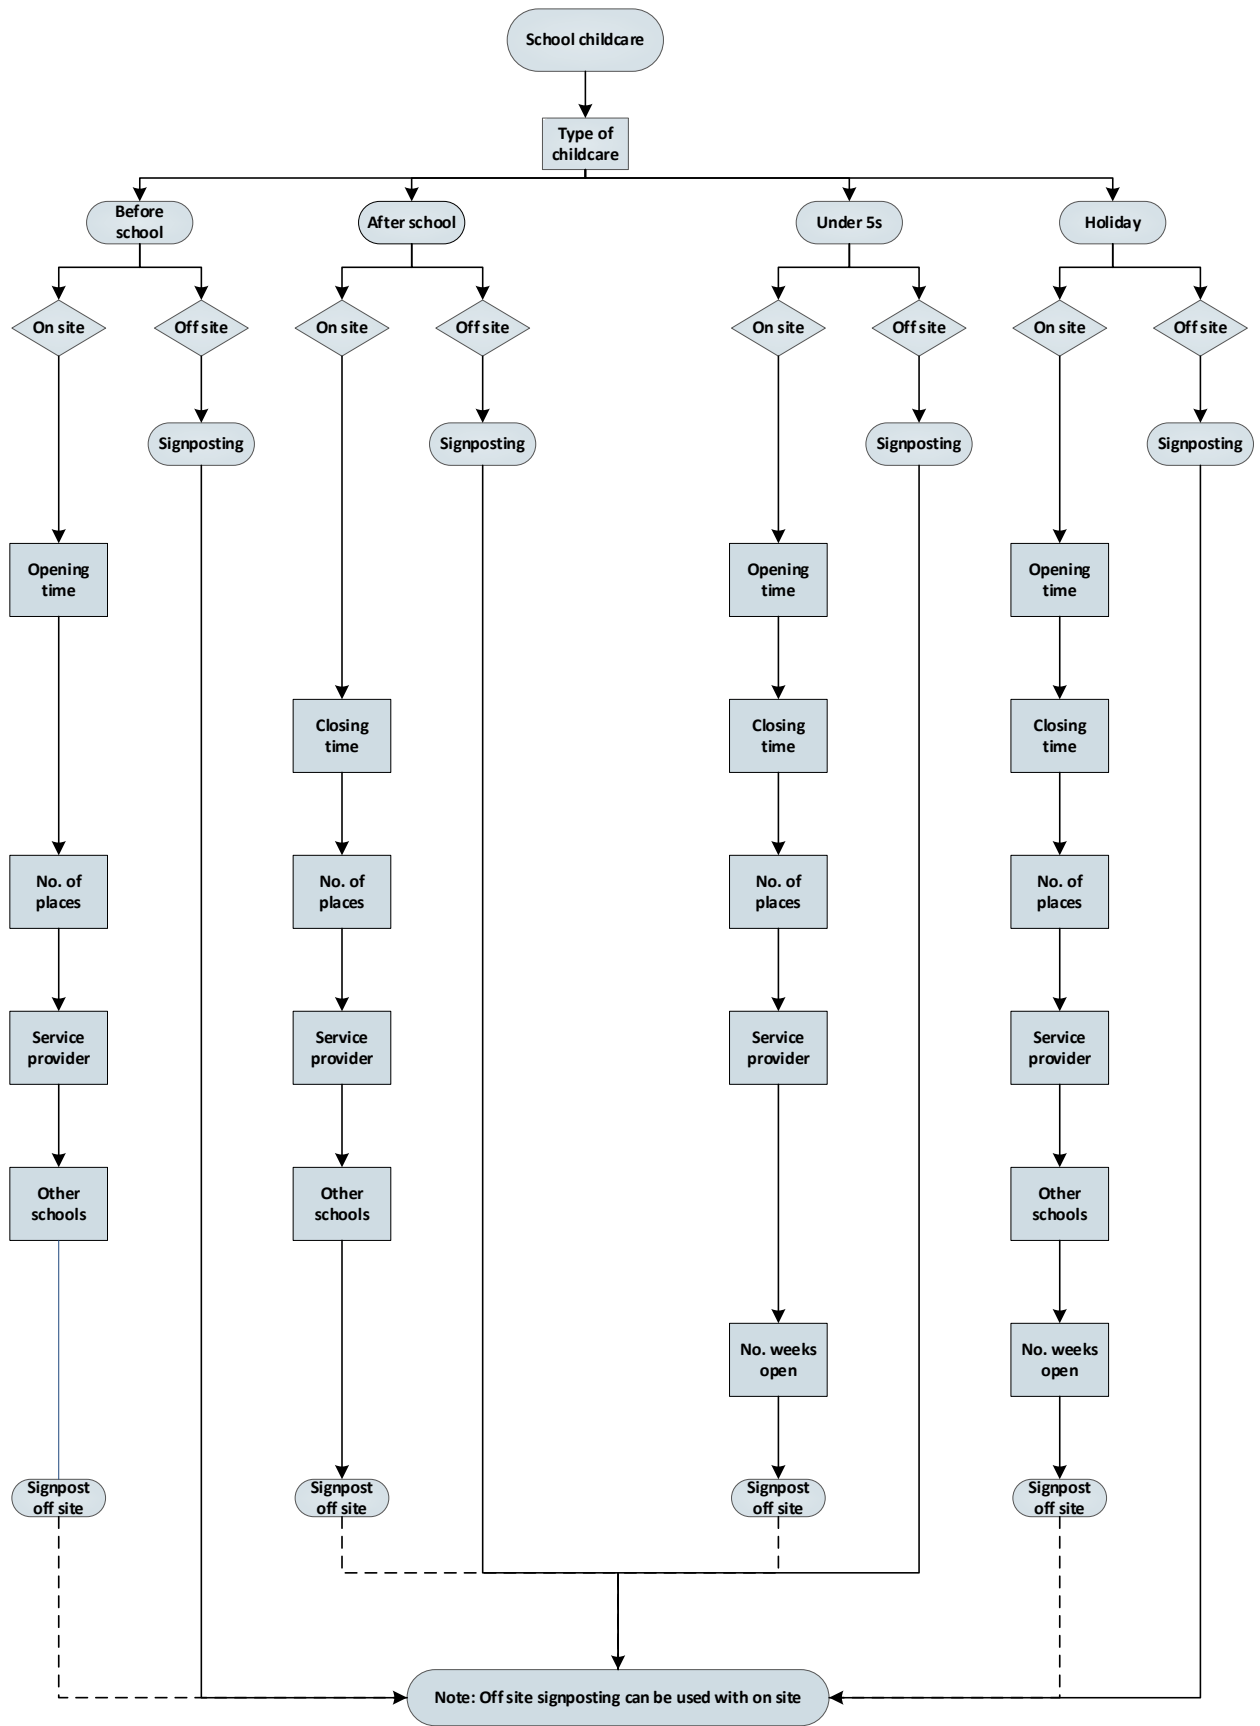 School childcare
Type of
childcare
Before
school
After school
Under 5s
Holiday
On site
Off site
On site
Off site
On site
Off site
On site
Off site
Signposting
Signposting
Signposting
Signposting
Opening
time
Opening
time
Opening
time
Closing
time
Closing
time
Closing
time
No. of
places
No. of
places
No. of
places
No. of
places
Service
provider
Service
provider
Service
provider
Service
provider
Other
schools
Other
schools
Other
schools
No. weeks
open
No. weeks
open
Signpost
off site
Signpost
off site
Signpost
off site
Signpost
off site
Note: Off site signposting can be used with on site